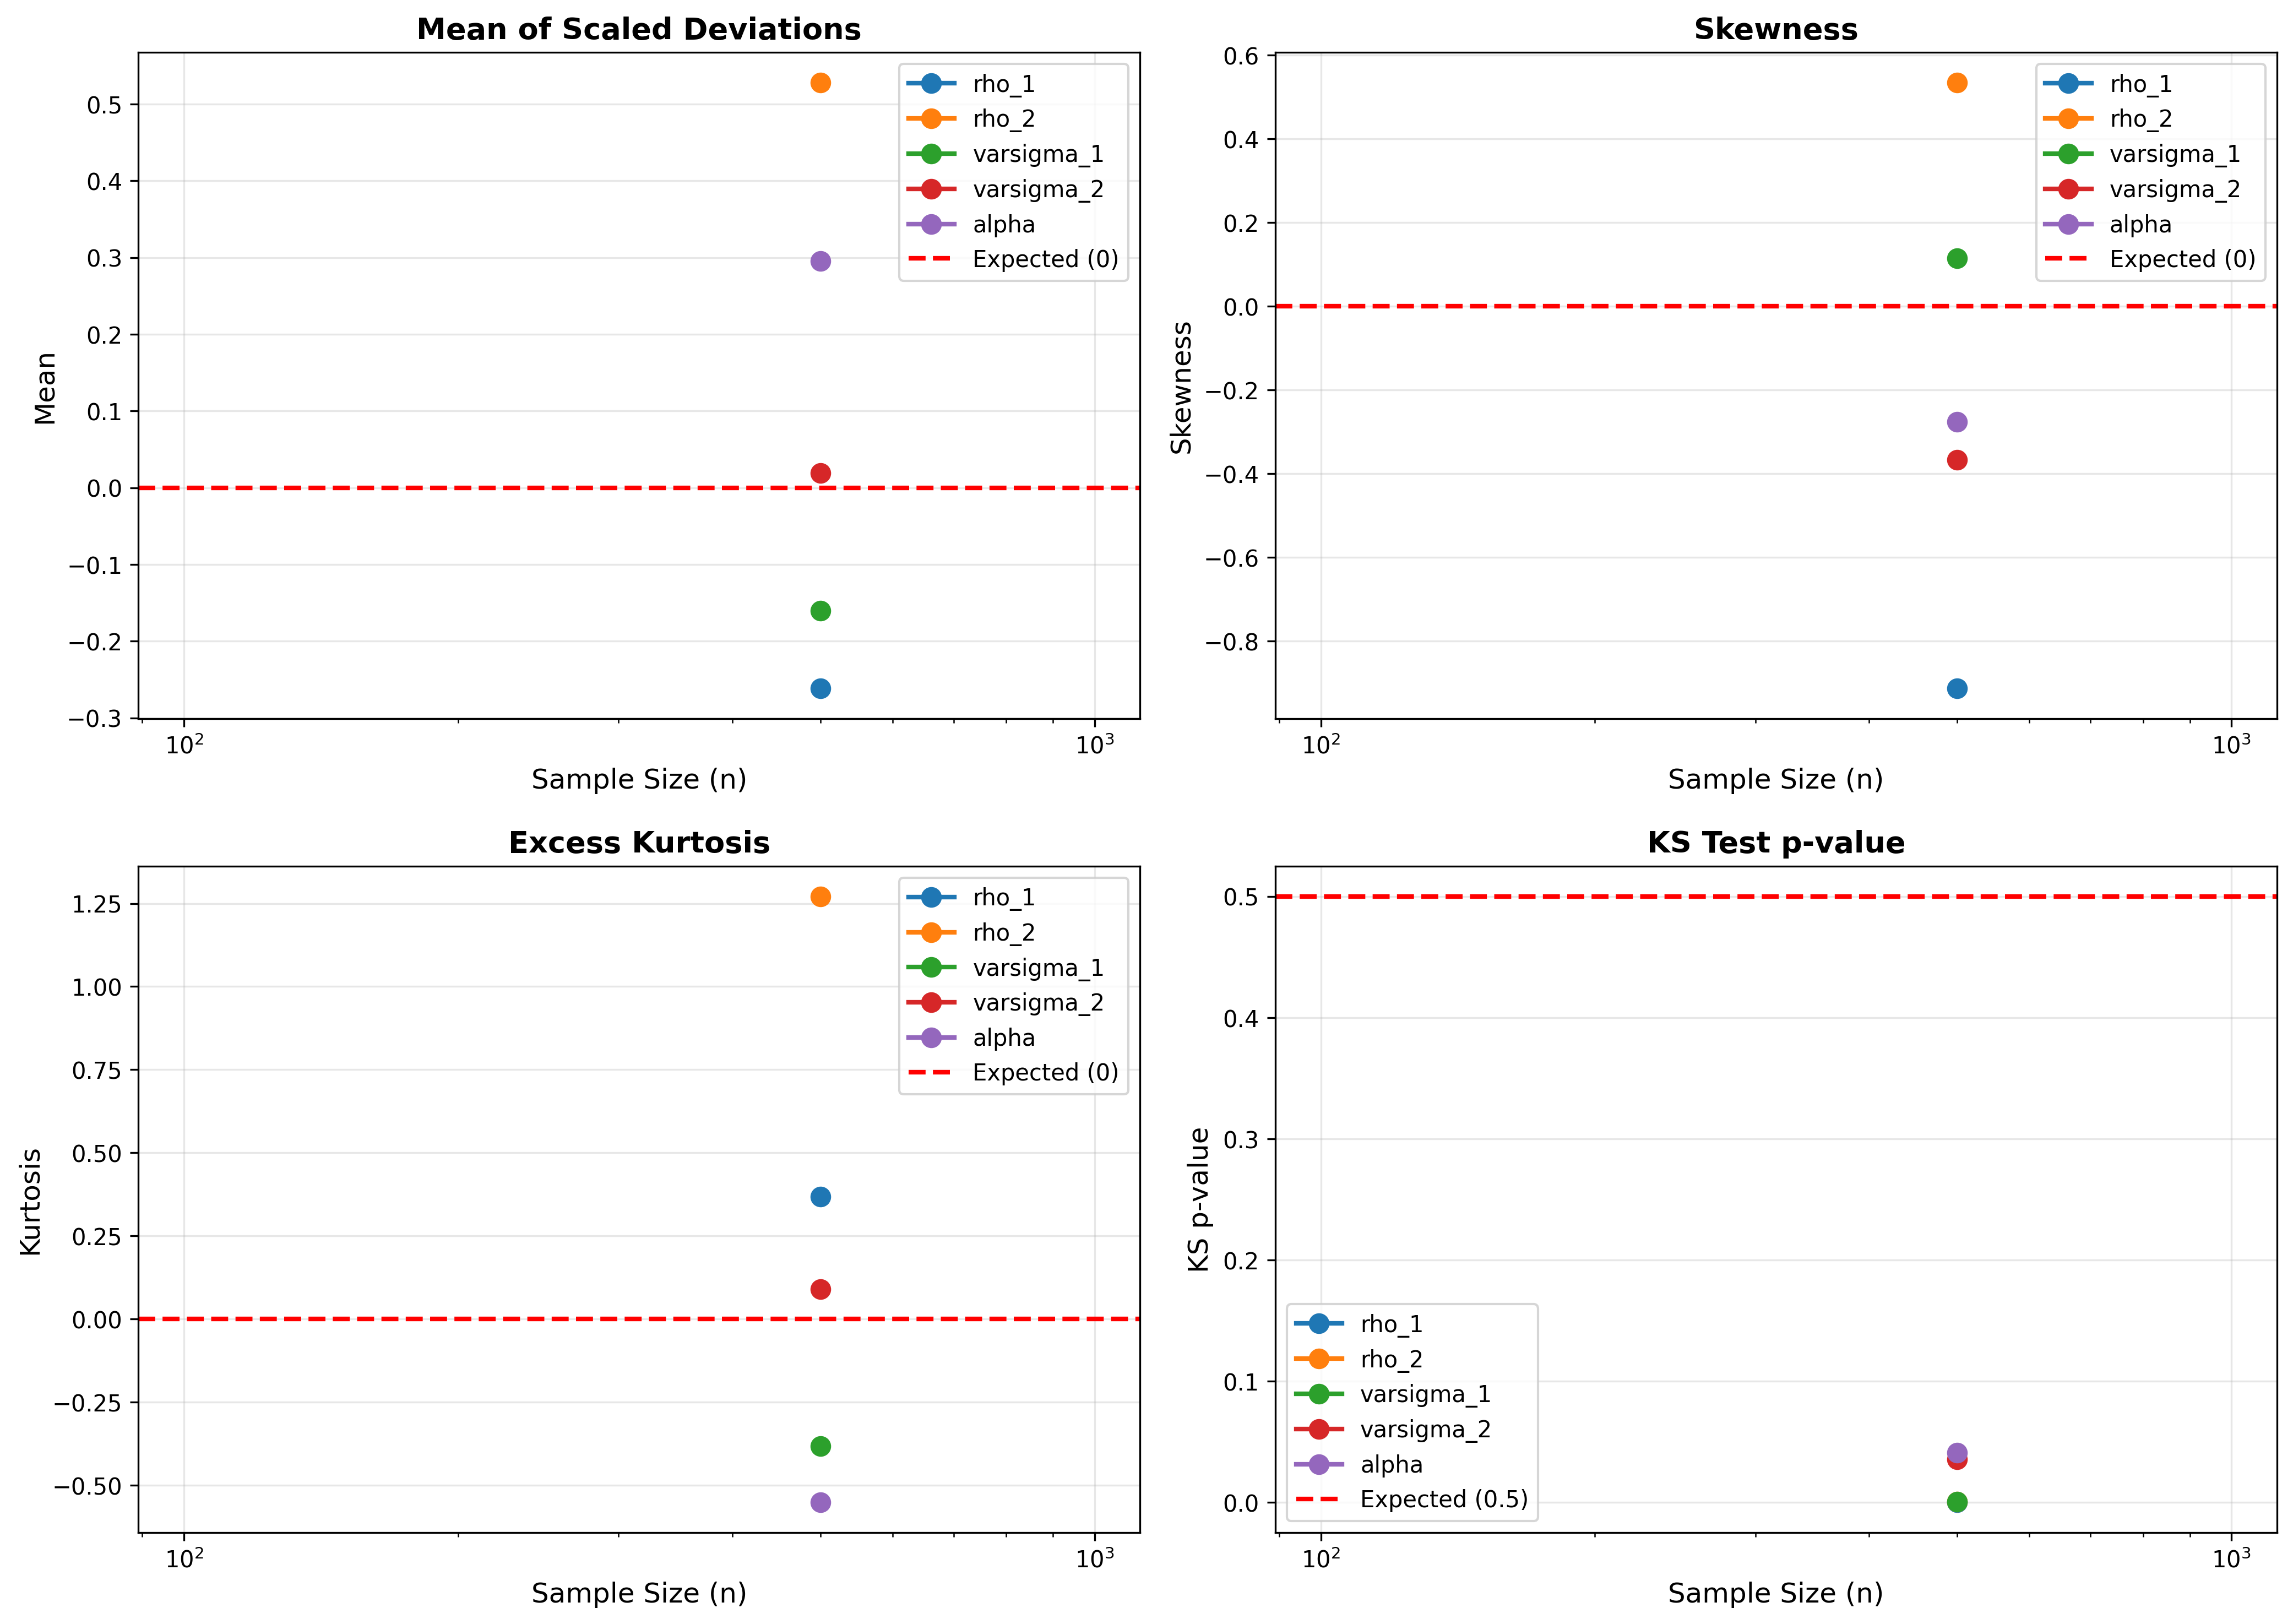 Mean of Scaled Deviations
Mean
0.5
0.4
0.3
0.2
0.1
0.0
−0.1
−0.2
−0.3
10²
10³
Sample Size (n)
rho_1
rho_2
varsigma_1
varsigma_2
alpha
Expected (0)
Skewness
Skewness
0.6
0.4
0.2
0.0
−0.2
−0.4
−0.6
−0.8
10²
10³
Sample Size (n)
rho_1
rho_2
varsigma_1
varsigma_2
alpha
Expected (0)
Excess Kurtosis
Kurtosis
1.25
1.00
0.75
0.50
0.25
0.00
−0.25
−0.50
10²
10³
Sample Size (n)
rho_1
rho_2
varsigma_1
varsigma_2
alpha
Expected (0)
KS Test p-value
KS p-value
0.5
0.4
0.3
0.2
0.1
0.0
10²
10³
Sample Size (n)
rho_1
rho_2
varsigma_1
varsigma_2
alpha
Expected (0.5)